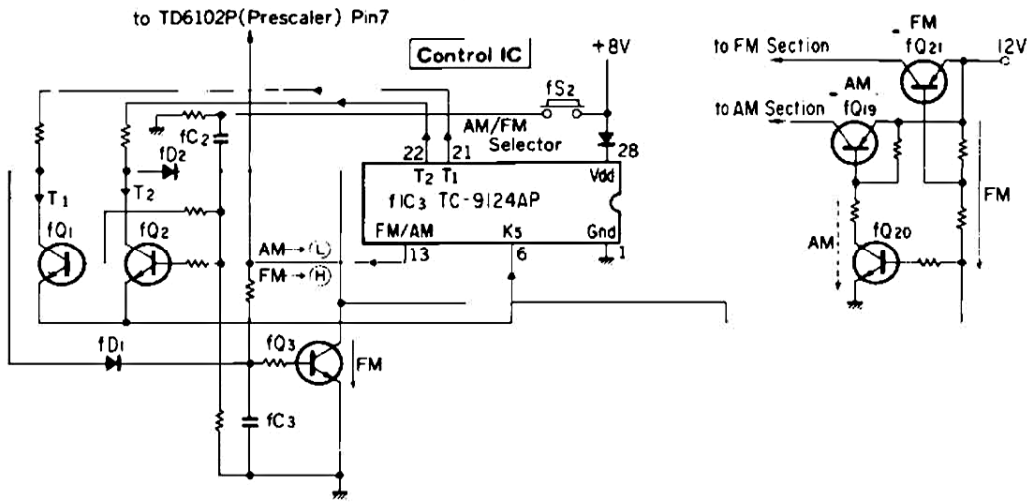 to TD6102P(Prescaler) Pin7
Control IC
+8V
fS2
AM/FM
Selector
fC2
fD2
22
21
28
T2
T1
Vdd
fIC3 TC-9124AP
FM/AM
K5
Gnd
13
6
1
T1
T2
fQ1
fQ2
AM→(L)
FM→(H)
fD1
fQ3
FM
fC3
to FM Section
FM
fQ21
12V
to AM Section
AM
fQ19
FM
AM
fQ20